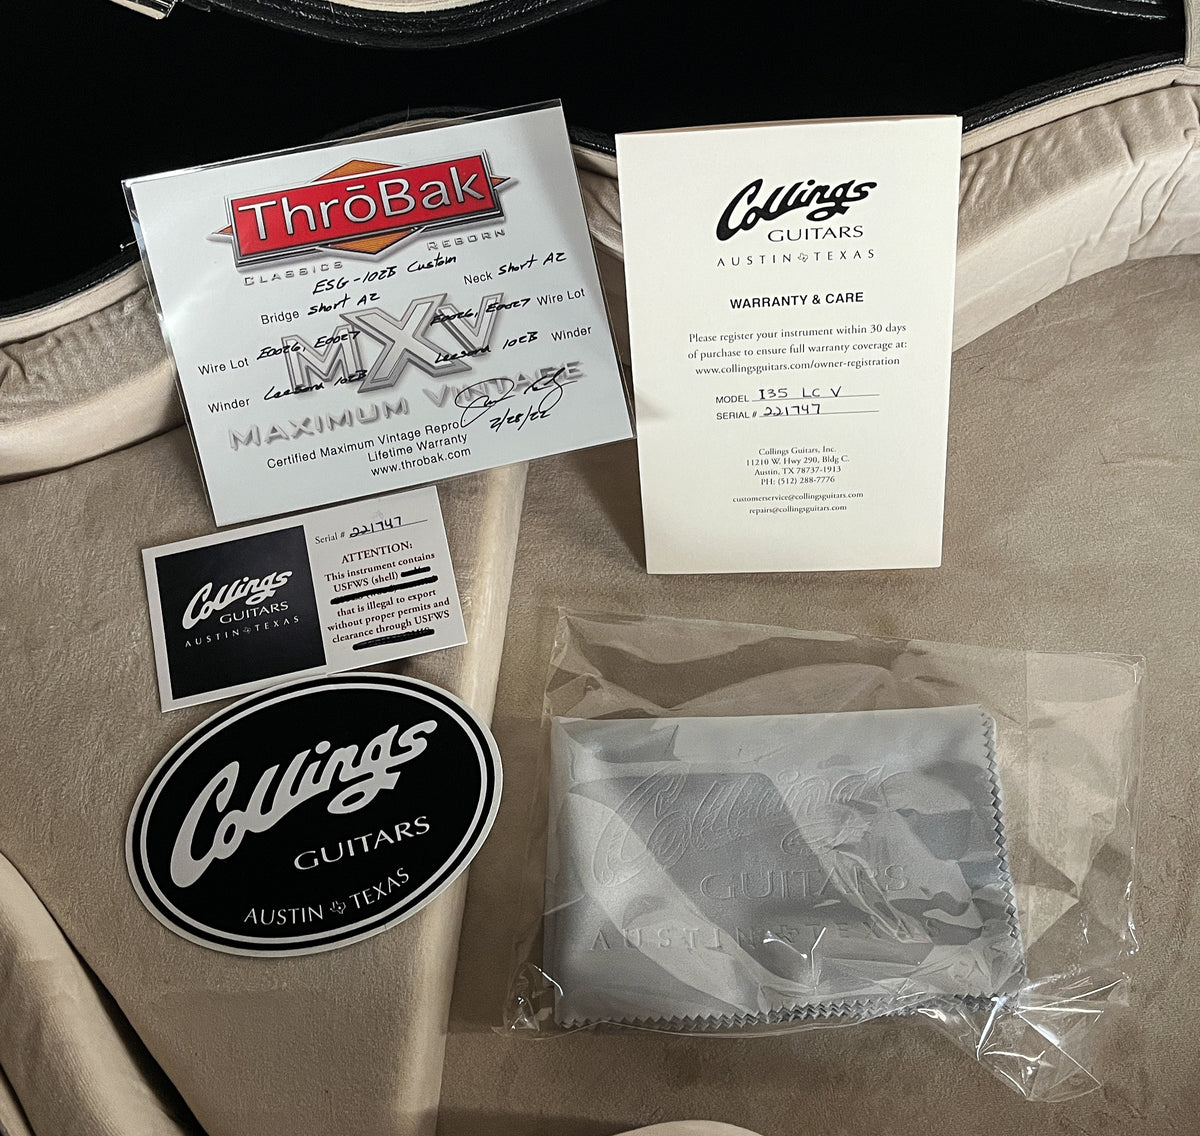 ThrōBak
CLASSICS REBORN
ESG-102B Custom
Bridge Short A2 Neck Short A2
MXV
Wire Lot E0026, E0027 E0026, E0027 Wire Lot
Winder Leesona 102B Leesona 102B Winder
MAXIMUM VINTAGE
2/28/22
Certified Maximum Vintage Repro
Lifetime Warranty
www.throbak.com
Collings
GUITARS
AUSTIN TEXAS
WARRANTY & CARE
Please register your instrument within 30 days
of purchase to ensure full warranty coverage at:
www.collingsguitars.com/owner-registration
MODEL I35 LC V
SERIAL # 221747
Collings Guitars, Inc.
11210 W. Hwy 290, Bldg C.
Austin, TX 78737-1913
PH: (512) 288-7776
customerservice@collingsguitars.com
repairs@collingsguitars.com
Collings
GUITARS
AUSTIN TEXAS
Serial # 221747
ATTENTION:
This instrument contains
USFWS (shell)
that is illegal to export
without proper permits and
clearance through USFWS
Collings
GUITARS
AUSTIN TEXAS
Collings
GUITARS
AUSTIN TEXAS